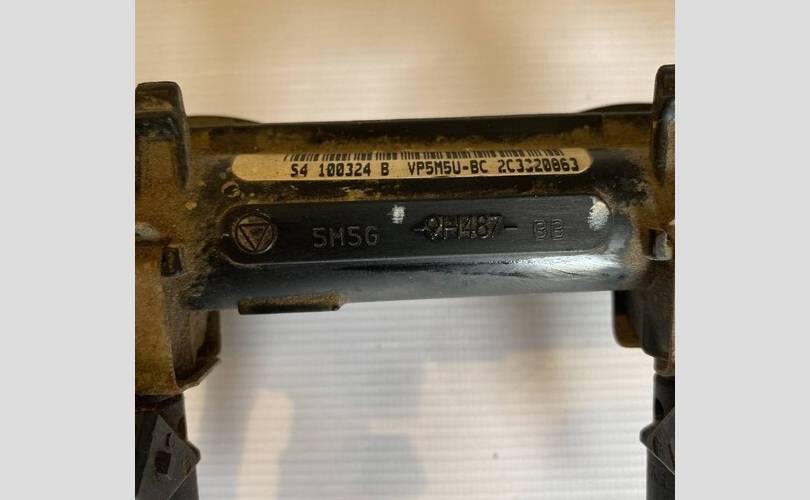 S4 100324 B VP5M5U-BC 2C3320863
5M5G -9H487- BB